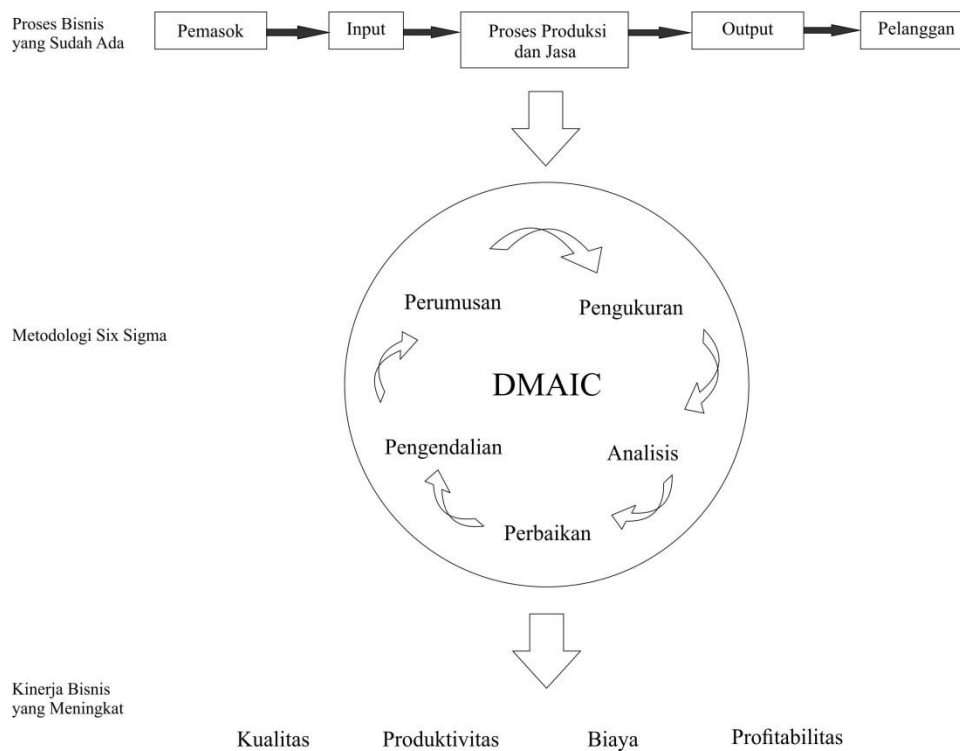 Proses Bisnis
yang Sudah Ada
Pemasok
Input
Proses Produksi
dan Jasa
Output
Pelanggan
Metodologi Six Sigma
Perumusan
Pengukuran
DMAIC
Pengendalian
Analisis
Perbaikan
Kinerja Bisnis
yang Meningkat
Kualitas
Produktivitas
Biaya
Profitabilitas